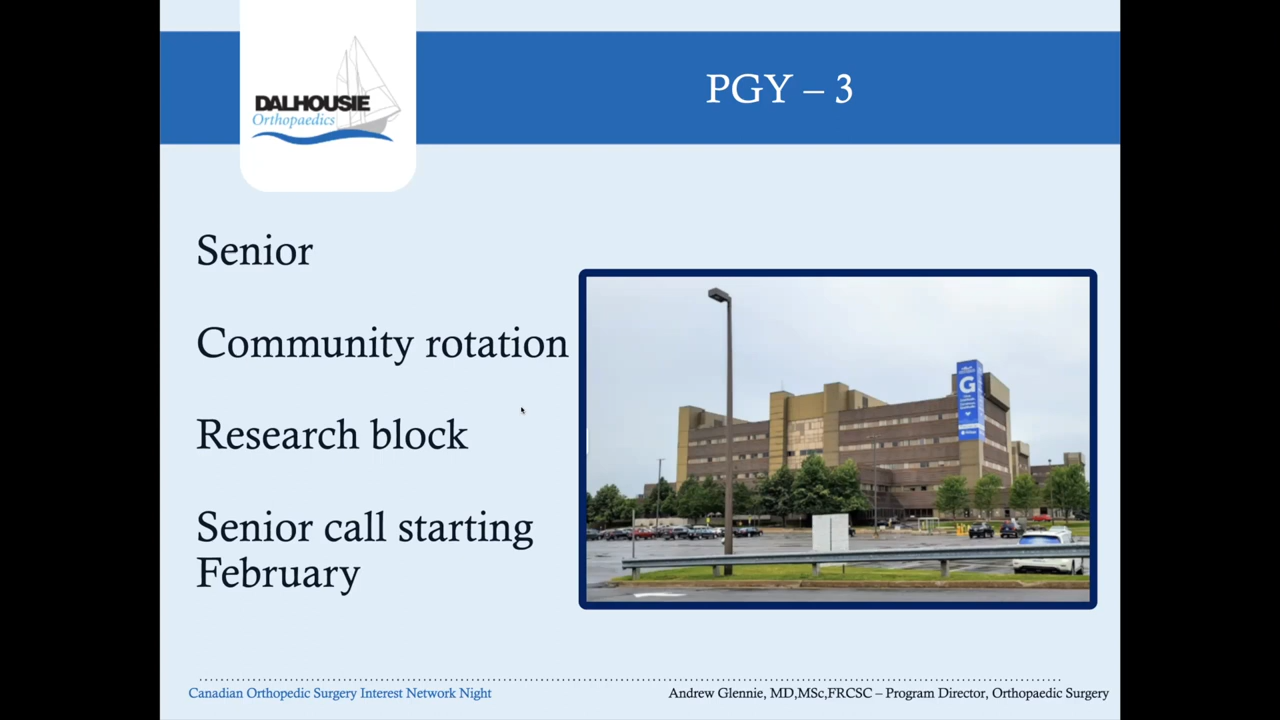 DALHOUSIE
Orthopaedics
PGY – 3
Senior
Community rotation
Research block
Senior call starting
February
G
Canadian Orthopedic Surgery Interest Network Night
Andrew Glennie, MD,MSc,FRCSC – Program Director, Orthopaedic Surgery